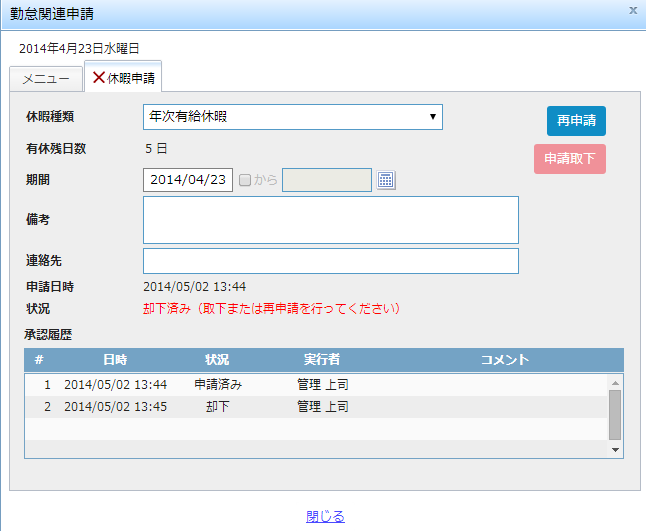 勤怠関連申請 x
2014年4月23日水曜日
メニュー 休暇申請
休暇種類 年次有給休暇 再申請
有休残日数 5 日 申請取下
期間 2014/04/23 から
備考
連絡先
申請日時 2014/05/02 13:44
状況 却下済み（取下または再申請を行ってください）
承認履歴
# 日時 状況 実行者 コメント
1 2014/05/02 13:44 申請済み 管理 上司
2 2014/05/02 13:45 却下 管理 上司
閉じる